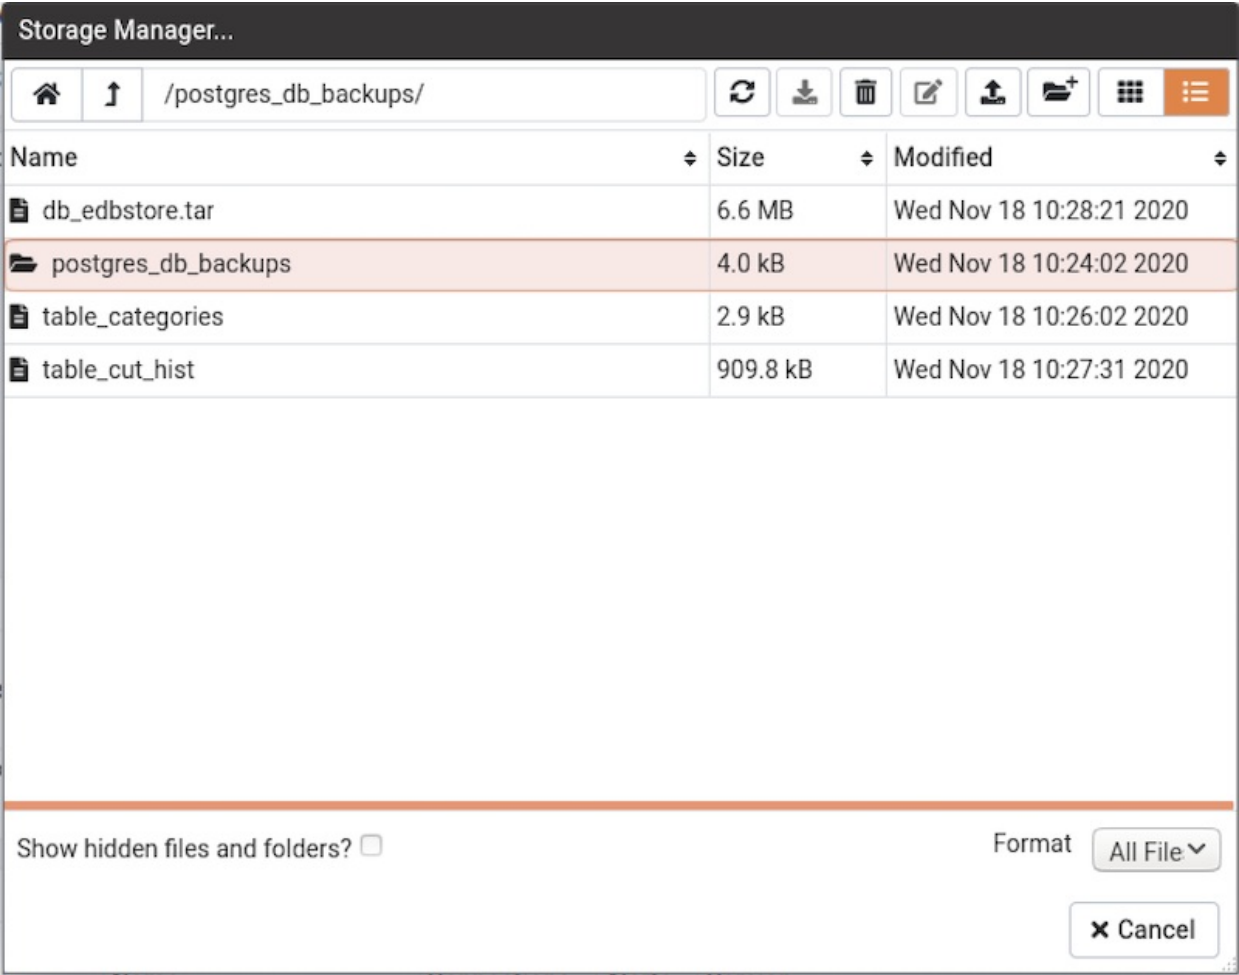 Storage Manager...
/postgres_db_backups/
Name Size Modified
db_edbstore.tar 6.6 MB Wed Nov 18 10:28:21 2020
postgres_db_backups 4.0 kB Wed Nov 18 10:24:02 2020
table_categories 2.9 kB Wed Nov 18 10:26:02 2020
table_cut_hist 909.8 kB Wed Nov 18 10:27:31 2020
Show hidden files and folders? Format All File
Cancel